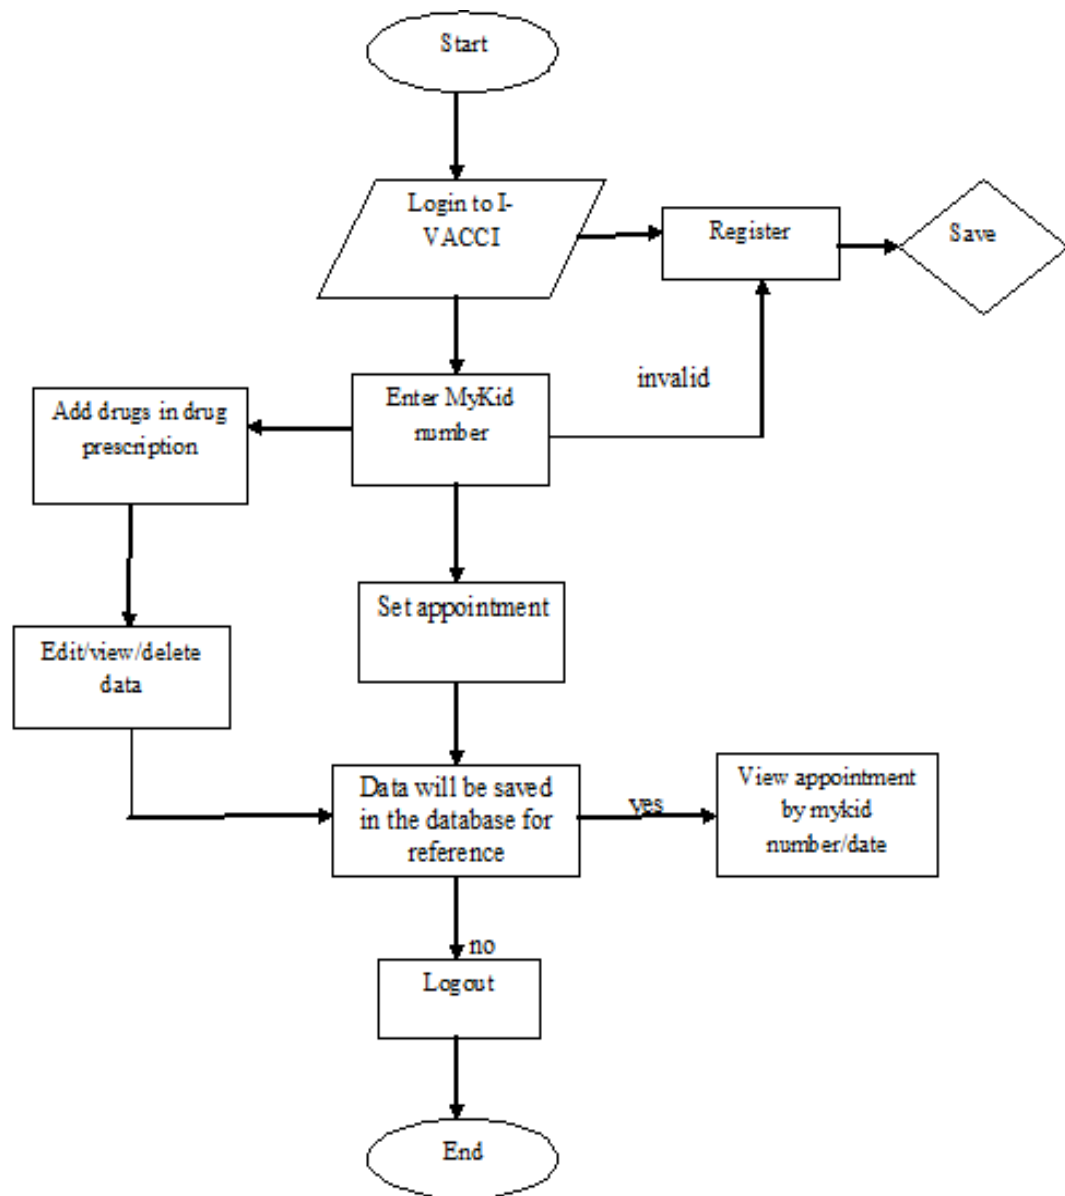 Start
Login to I-
VACCI
Register
Save
invalid
Enter MyKid
number
Add drugs in drug
prescription
Set appointment
Edit/view/delete
data
Data will be saved
in the database for
reference
yes
View appointment
by mykid
number/date
no
Logout
End